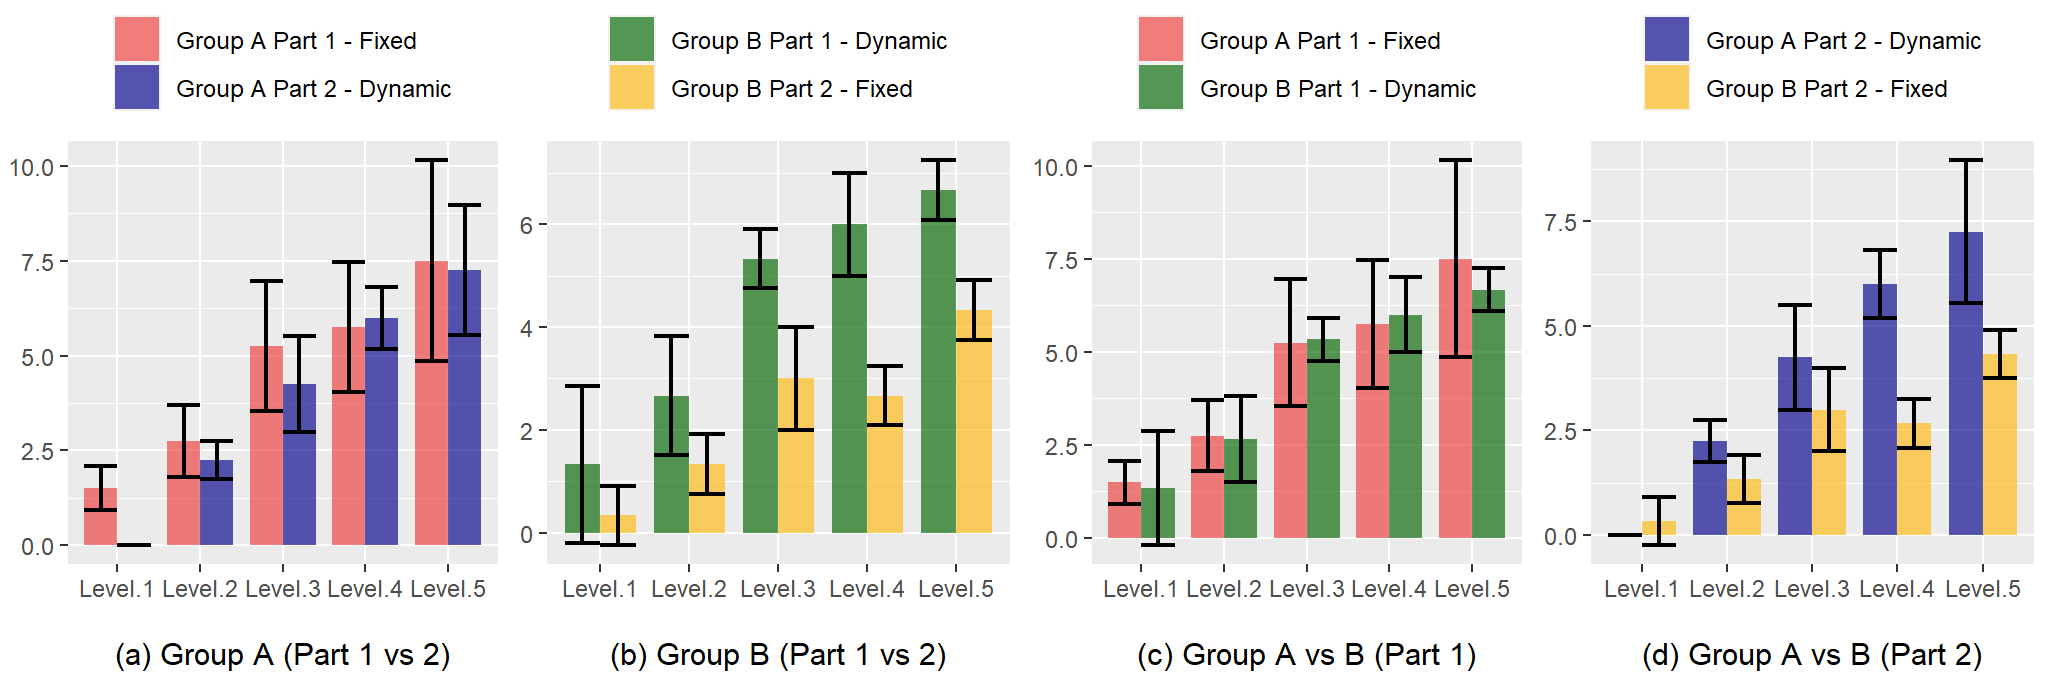 Group A Part 1 - Fixed
Group A Part 2 - Dynamic
10.0
7.5
5.0
2.5
0.0
Level.1 Level.2 Level.3 Level.4 Level.5
(a) Group A (Part 1 vs 2)
Group B Part 1 - Dynamic
Group B Part 2 - Fixed
6
4
2
0
Level.1 Level.2 Level.3 Level.4 Level.5
(b) Group B (Part 1 vs 2)
Group A Part 1 - Fixed
Group B Part 1 - Dynamic
10.0
7.5
5.0
2.5
0.0
Level.1 Level.2 Level.3 Level.4 Level.5
(c) Group A vs B (Part 1)
Group A Part 2 - Dynamic
Group B Part 2 - Fixed
7.5
5.0
2.5
0.0
Level.1 Level.2 Level.3 Level.4 Level.5
(d) Group A vs B (Part 2)